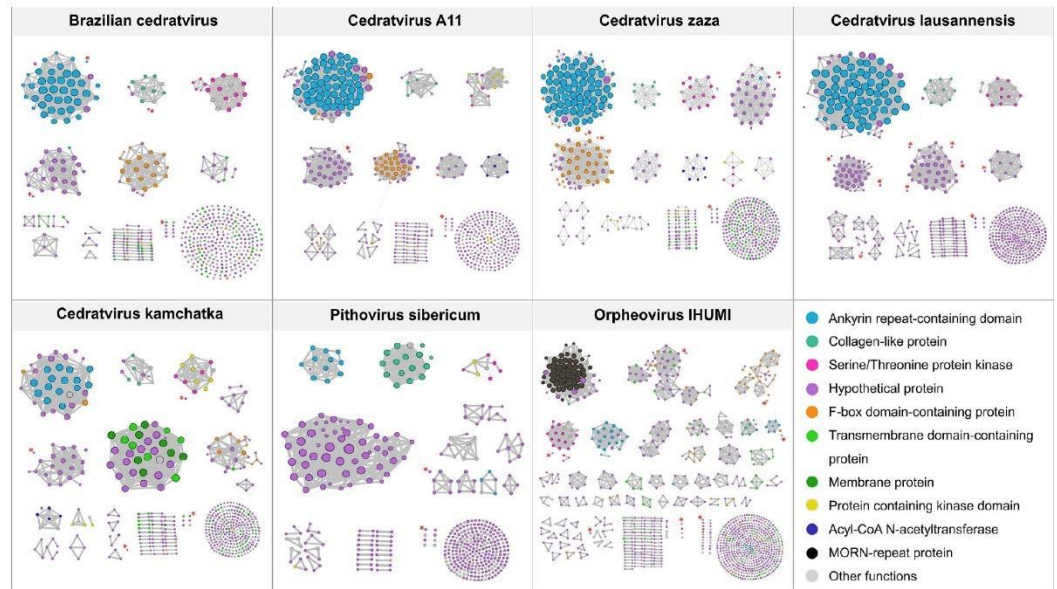 Brazilian cedratvirus
Cedratvirus A11
Cedratvirus zaza
Cedratvirus lausannensis
Cedratvirus kamchatka
Pithovirus sibericum
Orpheovirus IHUMI
Ankyrin repeat-containing domain
Collagen-like protein
Serine/Threonine protein kinase
Hypothetical protein
F-box domain-containing protein
Transmembrane domain-containing
protein
Membrane protein
Protein containing kinase domain
Acyl-CoA N-acetyltransferase
MORN-repeat protein
Other functions